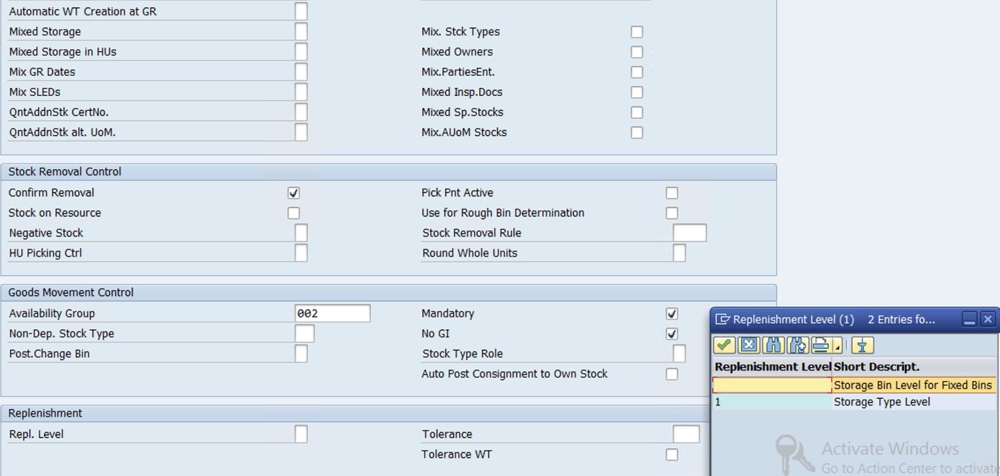 Automatic WT Creation at GR
Mixed Storage
Mix. Stck Types
Mixed Storage in HUs
Mixed Owners
Mix GR Dates
Mix.PartiesEnt.
Mix SLEDs
Mixed Insp.Docs
QntAddnStk CertNo.
Mixed Sp.Stocks
QntAddnStk alt. UoM.
Mix.AUoM Stocks
Stock Removal Control
Confirm Removal
Pick Pnt Active
Stock on Resource
Use for Rough Bin Determination
Negative Stock
Stock Removal Rule
HU Picking Ctrl
Round Whole Units
Goods Movement Control
Availability Group 002
Mandatory
Non-Dep. Stock Type
No GI
Post.Change Bin
Stock Type Role
Auto Post Consignment to Own Stock
Replenishment
Repl. Level
Tolerance
Tolerance WT
Replenishment Level (1) 2 Entries fo...
Replenishment Level Short Descript.
Storage Bin Level for Fixed Bins
1 Storage Type Level
Activate Windows
Go to Action Center to activate